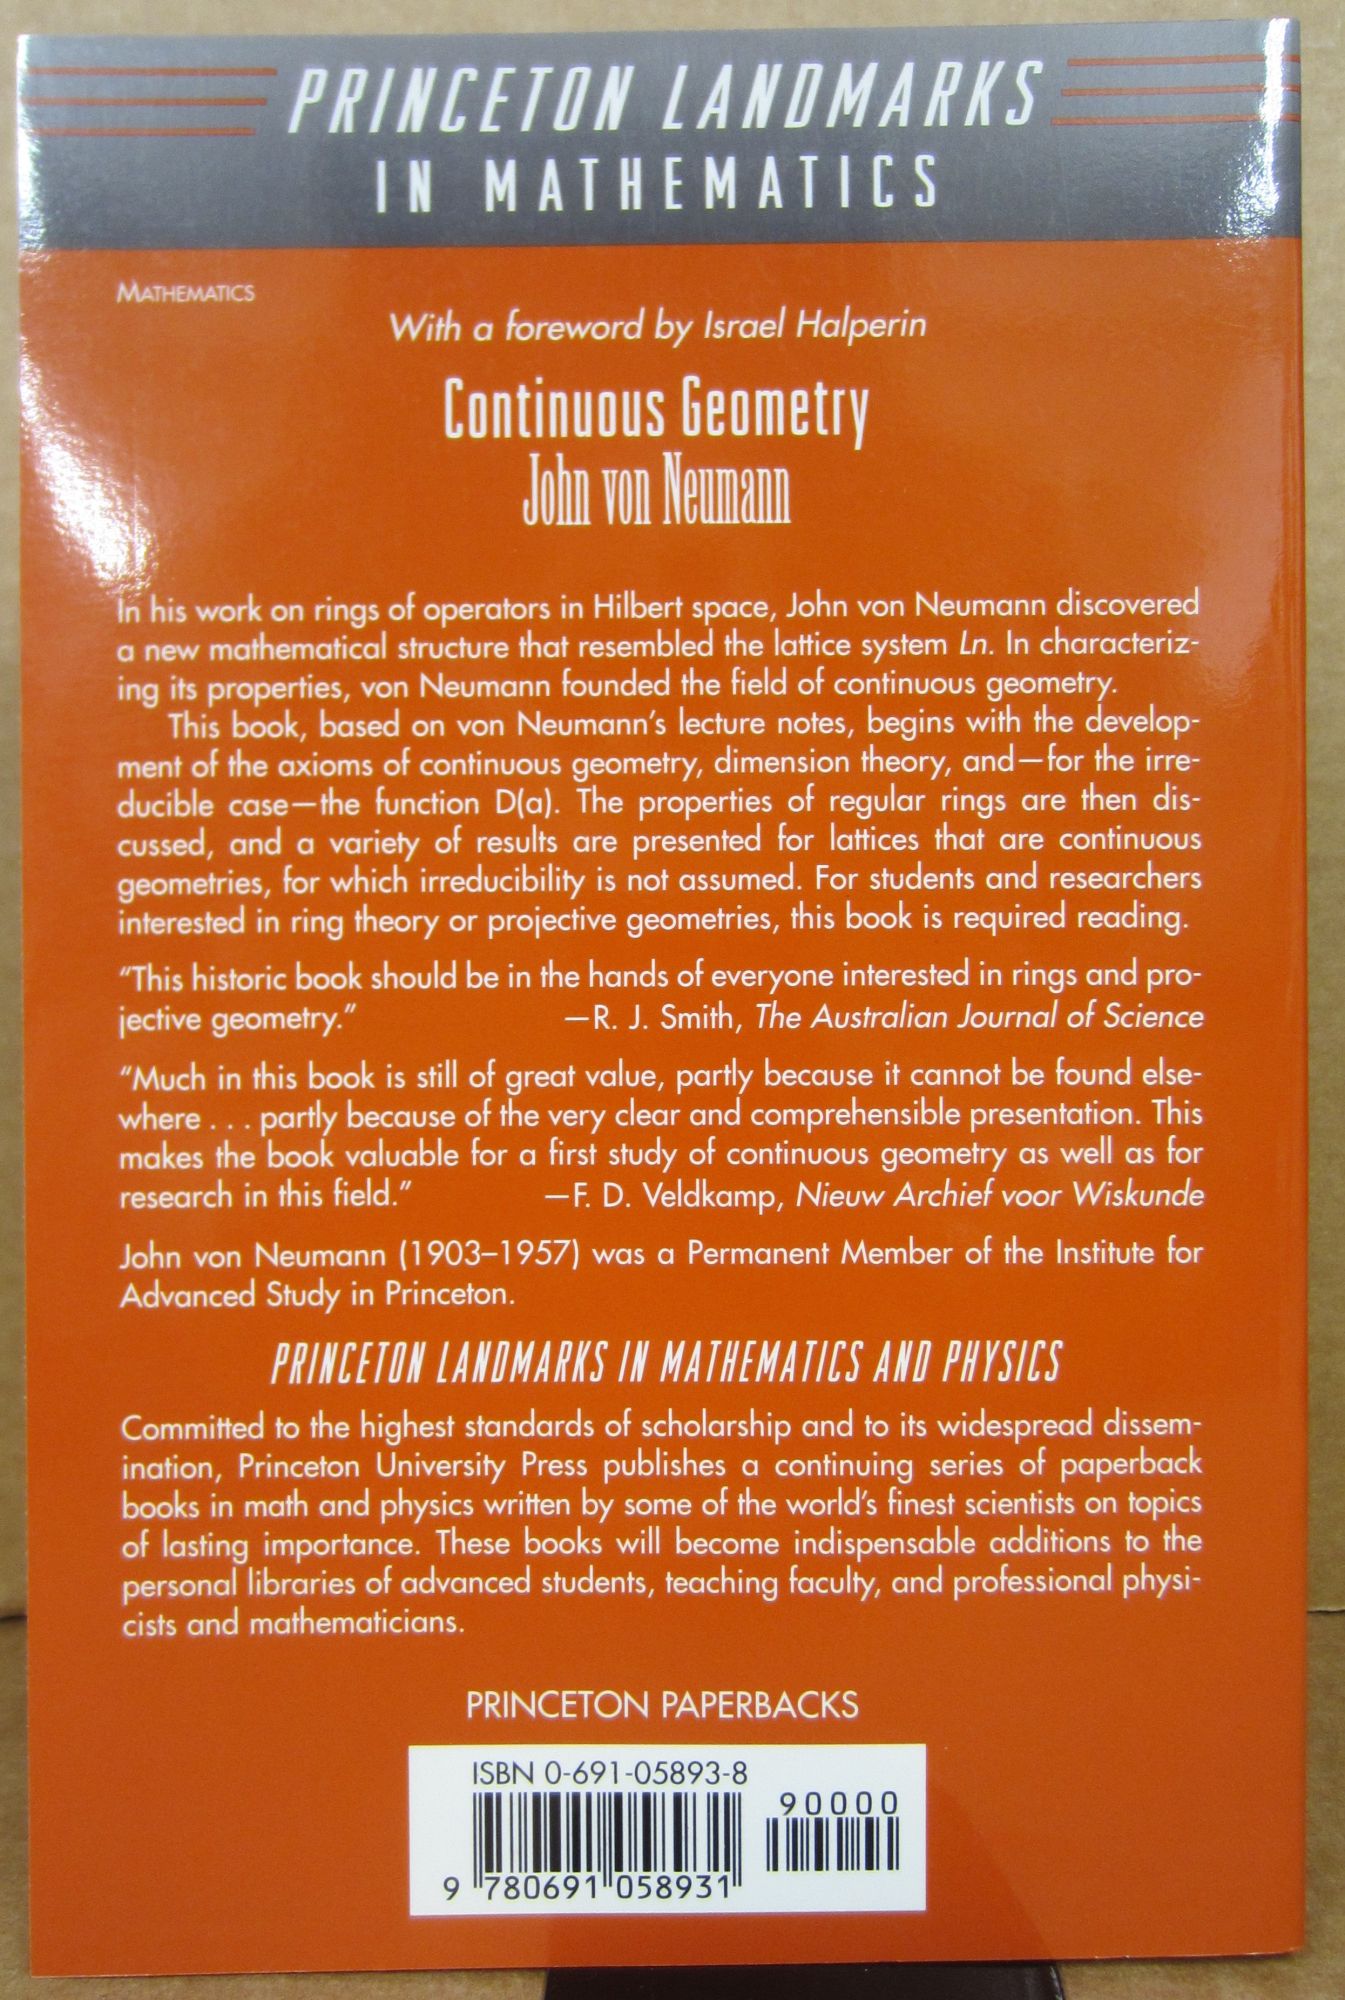 PRINCETON LANDMARKS
IN MATHEMATICS
MATHEMATICS
With a foreword by Israel Halperin
Continuous Geometry
John von Neumann
In his work on rings of operators in Hilbert space, John von Neumann discovered
a new mathematical structure that resembled the lattice system Ln. In characteriz-
ing its properties, von Neumann founded the field of continuous geometry.
This book, based on von Neumann's lecture notes, begins with the develop-
ment of the axioms of continuous geometry, dimension theory, and—for the irre-
ducible case—the function D(a). The properties of regular rings are then dis-
cussed, and a variety of results are presented for lattices that are continuous
geometries, for which irreducibility is not assumed. For students and researchers
interested in ring theory or projective geometries, this book is required reading.
“This historic book should be in the hands of everyone interested in rings and pro-
jective geometry.” —R. J. Smith, The Australian Journal of Science
“Much in this book is still of great value, partly because it cannot be found else-
where . . . partly because of the very clear and comprehensible presentation. This
makes the book valuable for a first study of continuous geometry as well as for
research in this field.” —F. D. Veldkamp, Nieuw Archief voor Wiskunde
John von Neumann (1903–1957) was a Permanent Member of the Institute for
Advanced Study in Princeton.
PRINCETON LANDMARKS IN MATHEMATICS AND PHYSICS
Committed to the highest standards of scholarship and to its widespread dissem-
ination, Princeton University Press publishes a continuing series of paperback
books in math and physics written by some of the world's finest scientists on topics
of lasting importance. These books will become indispensable additions to the
personal libraries of advanced students, teaching faculty, and professional physi-
cists and mathematicians.
PRINCETON PAPERBACKS
ISBN 0-691-05893-8
90000
9 780691 058931